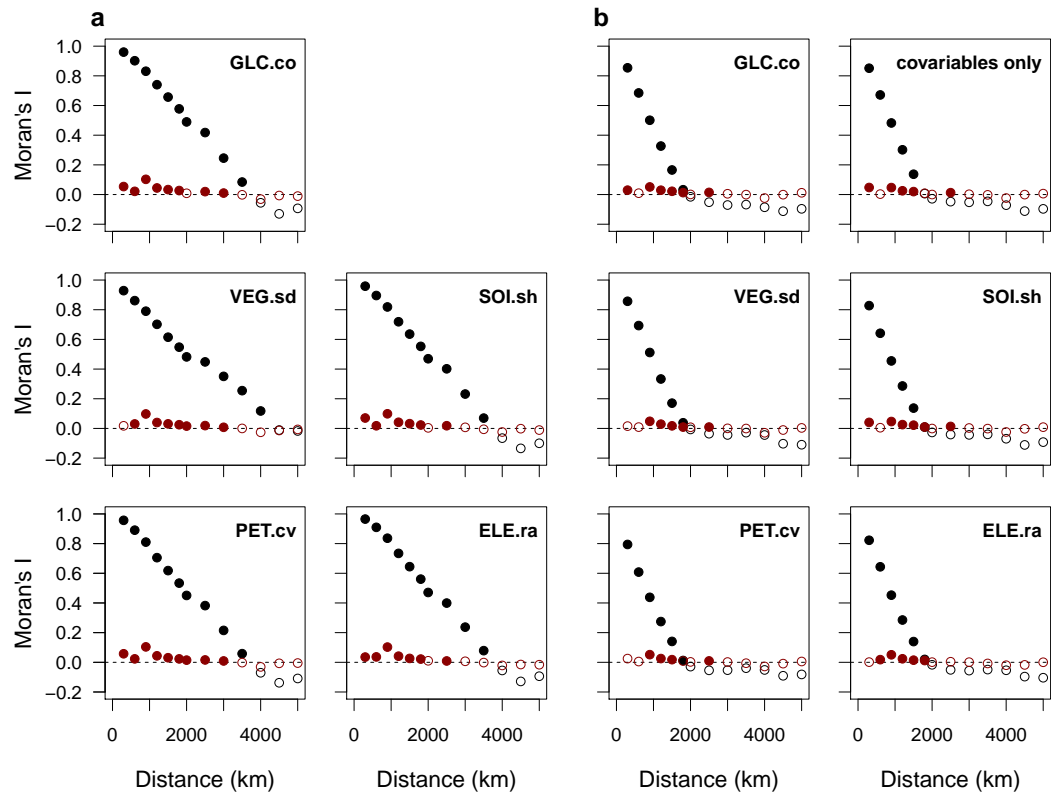 a
b
Moran's I
1.0
0.8
0.6
0.4
0.2
0.0
−0.2
GLC.co
GLC.co
covariables only
Moran's I
1.0
0.8
0.6
0.4
0.2
0.0
−0.2
VEG.sd
SOI.sh
VEG.sd
SOI.sh
Moran's I
1.0
0.8
0.6
0.4
0.2
0.0
−0.2
PET.cv
ELE.ra
PET.cv
ELE.ra
0 2000 4000
0 2000 4000
0 2000 4000
0 2000 4000
Distance (km)
Distance (km)
Distance (km)
Distance (km)